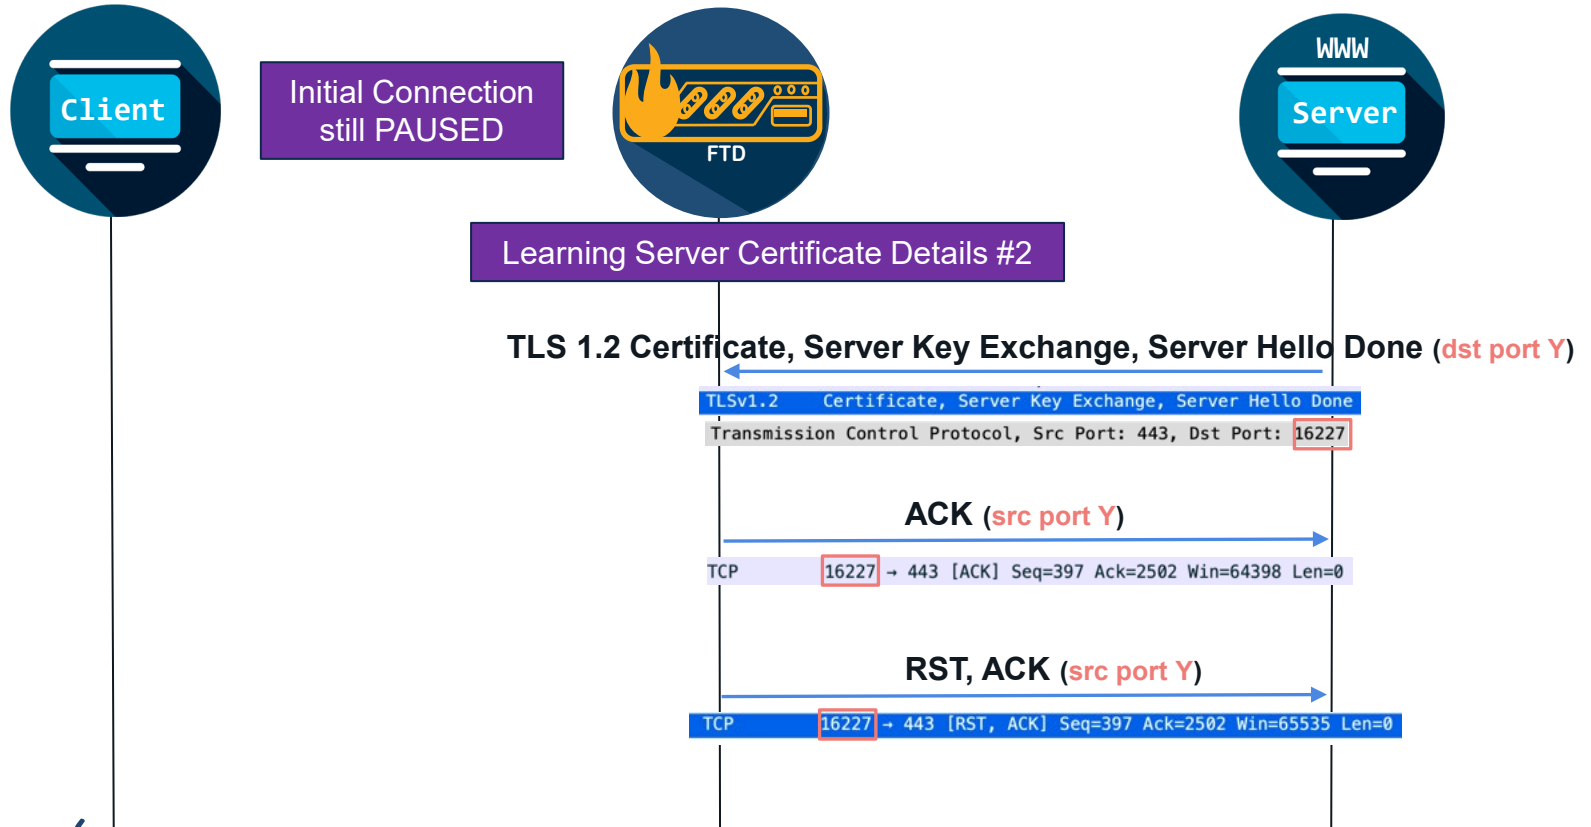 Client
Initial Connection
still PAUSED
FTD
WWW
Server
Learning Server Certificate Details #2
TLS 1.2 Certificate, Server Key Exchange, Server Hello Done (dst port Y)
TLSv1.2 Certificate, Server Key Exchange, Server Hello Done
Transmission Control Protocol, Src Port: 443, Dst Port: 16227
ACK (src port Y)
TCP 16227 → 443 [ACK] Seq=397 Ack=2502 Win=64398 Len=0
RST, ACK (src port Y)
TCP 16227 → 443 [RST, ACK] Seq=397 Ack=2502 Win=65535 Len=0